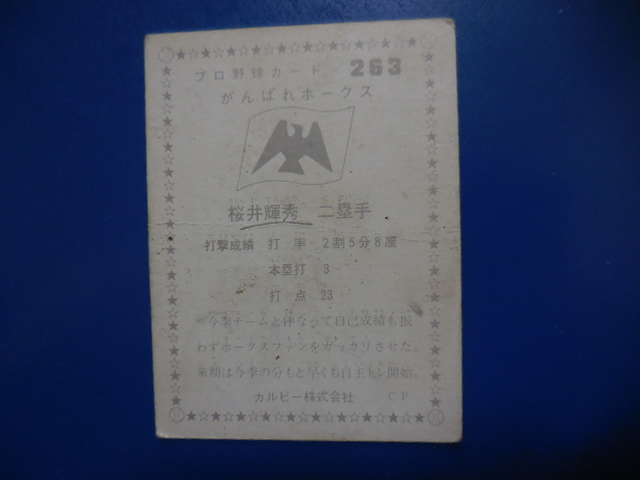 プロ野球カード 263
がんばれホークス
桜井輝秀 二塁手
打撃成績 打率 2割5分8厘
本塁打 3
打点 23
今季チームと伴なって自己成績も振
わずホークスファンをガッカリさせた。
来期は今季の分もと早くも自主トレ開始。
カルビー株式会社 CP